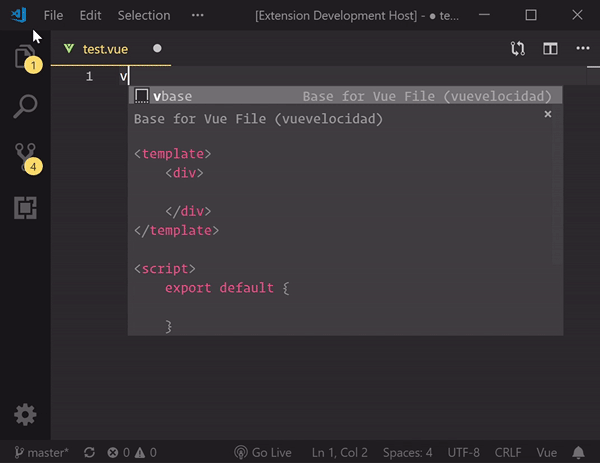 File Edit Selection ··· [Extension Development Host] - ● te...
test.vue ●
1 v
vbase Base for Vue File (vuevelocidad)
Base for Vue File (vuevelocidad) ×
<template>
<div>
</div>
</template>
<script>
export default {
}
1
4
master* 0 0 Go Live Ln 1, Col 2 Spaces: 4 UTF-8 CRLF Vue